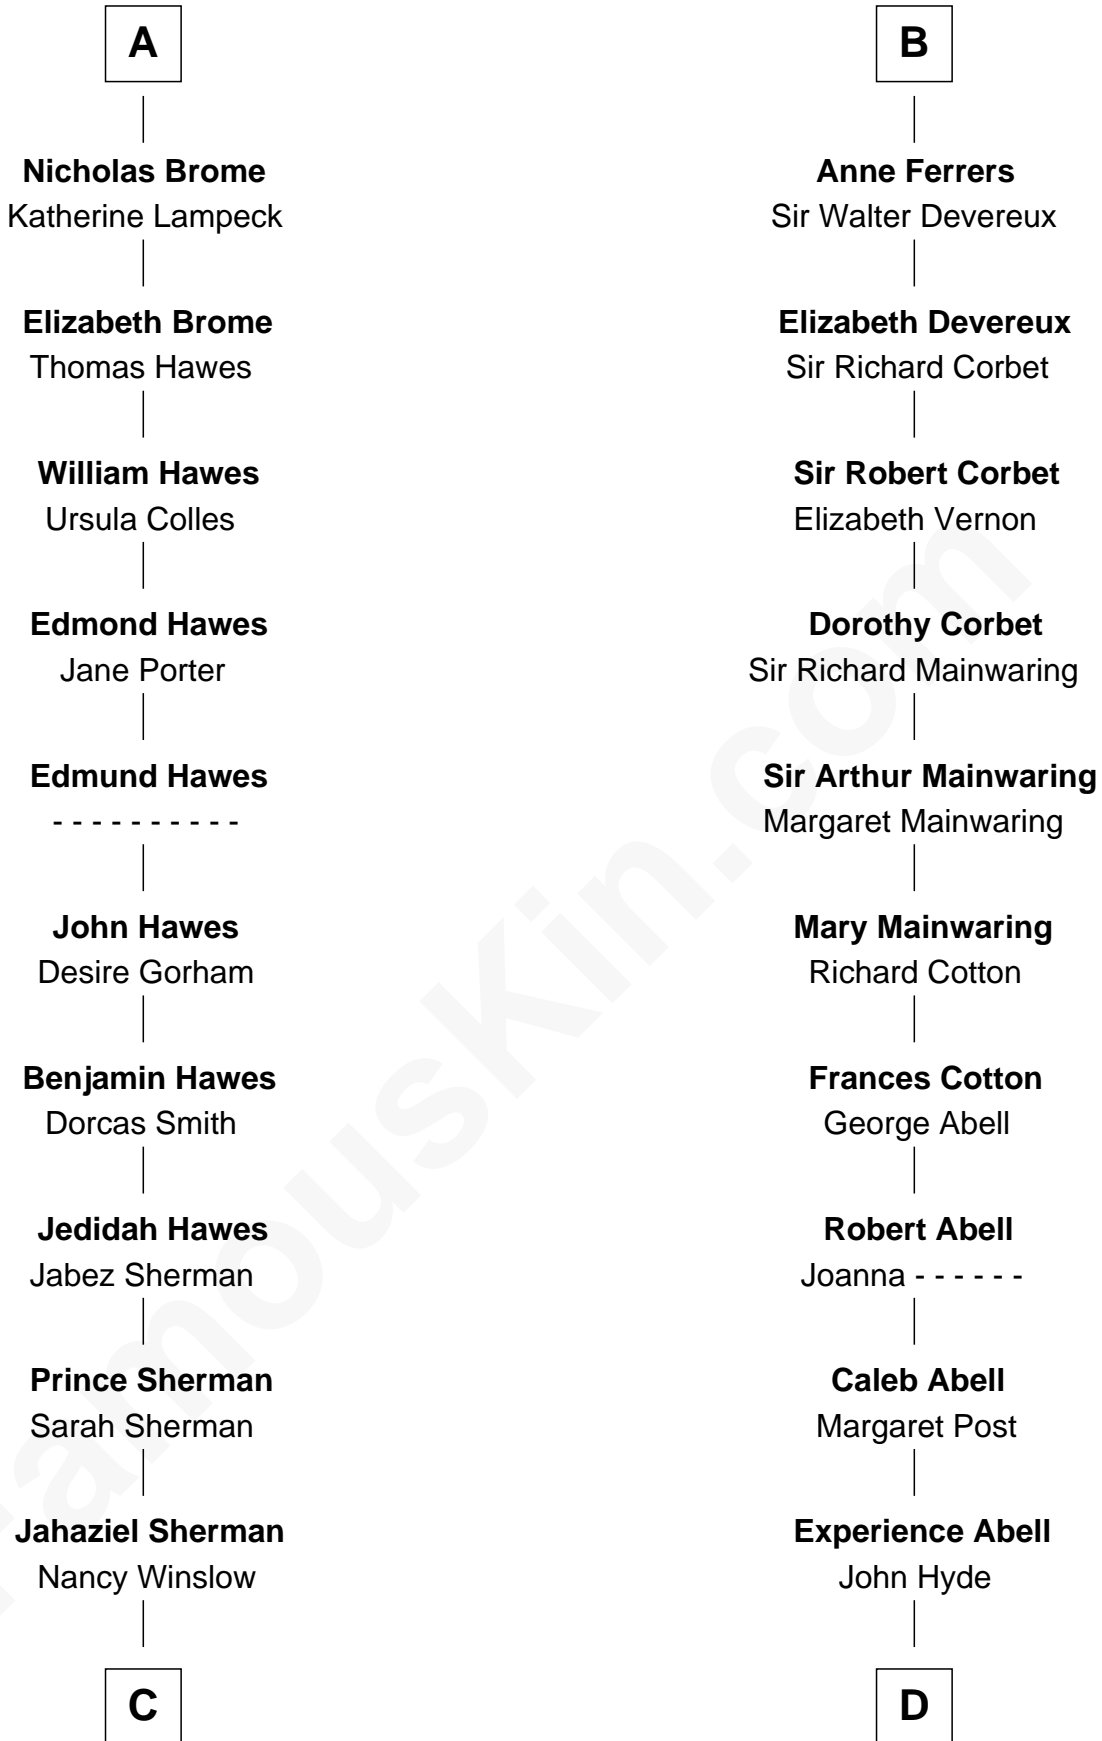 A
Nicholas Brome
Katherine Lampeck
Elizabeth Brome
Thomas Hawes
William Hawes
Ursula Colles
Edmond Hawes
Jane Porter
Edmund Hawes
- - - - - - - - - -
John Hawes
Desire Gorham
Benjamin Hawes
Dorcas Smith
Jedidah Hawes
Jabez Sherman
Prince Sherman
Sarah Sherman
Jahaziel Sherman
Nancy Winslow
C
B
Anne Ferrers
Sir Walter Devereux
Elizabeth Devereux
Sir Richard Corbet
Sir Robert Corbet
Elizabeth Vernon
Dorothy Corbet
Sir Richard Mainwaring
Sir Arthur Mainwaring
Margaret Mainwaring
Mary Mainwaring
Richard Cotton
Frances Cotton
George Abell
Robert Abell
Joanna - - - - - -
Caleb Abell
Margaret Post
Experience Abell
John Hyde
D
FamousKin.com